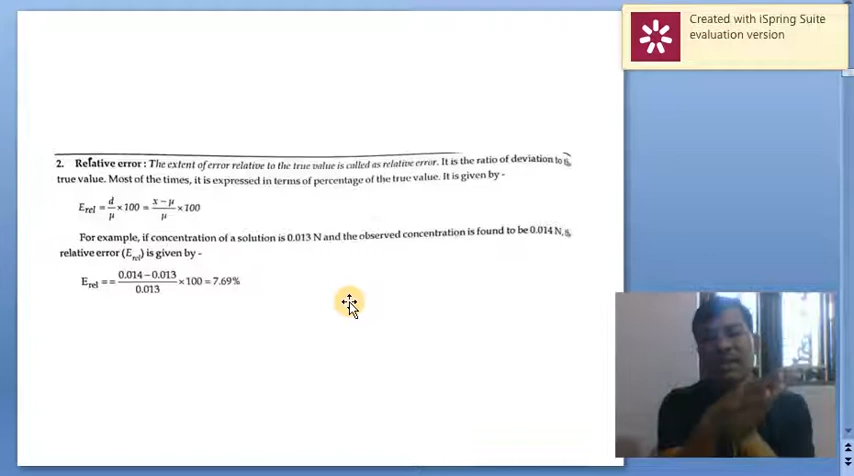 Created with iSpring Suite
evaluation version
2. Relative error : The extent of error relative to the true value is called as relative error. It is the ratio of deviation to
true value. Most of the times, it is expressed in terms of percentage of the true value. It is given by -
E_rel = d/μ × 100 = x − μ/μ × 100
For example, if concentration of a solution is 0.013 N and the observed concentration is found to be 0.014 N,
relative error (E_rel) is given by -
E_rel = = 0.014 − 0.013/0.013 × 100 = 7.69%